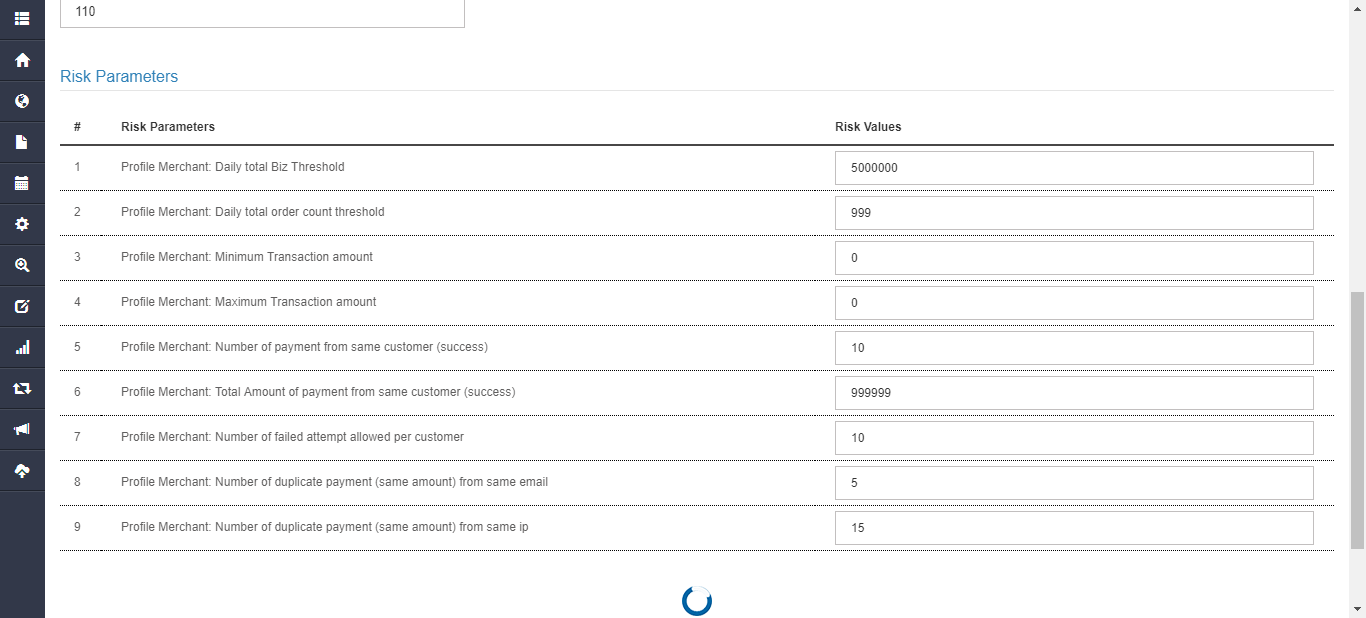 110
Risk Parameters
# Risk Parameters Risk Values
1 Profile Merchant: Daily total Biz Threshold 5000000
2 Profile Merchant: Daily total order count threshold 999
3 Profile Merchant: Minimum Transaction amount 0
4 Profile Merchant: Maximum Transaction amount 0
5 Profile Merchant: Number of payment from same customer (success) 10
6 Profile Merchant: Total Amount of payment from same customer (success) 999999
7 Profile Merchant: Number of failed attempt allowed per customer 10
8 Profile Merchant: Number of duplicate payment (same amount) from same email 5
9 Profile Merchant: Number of duplicate payment (same amount) from same ip 15